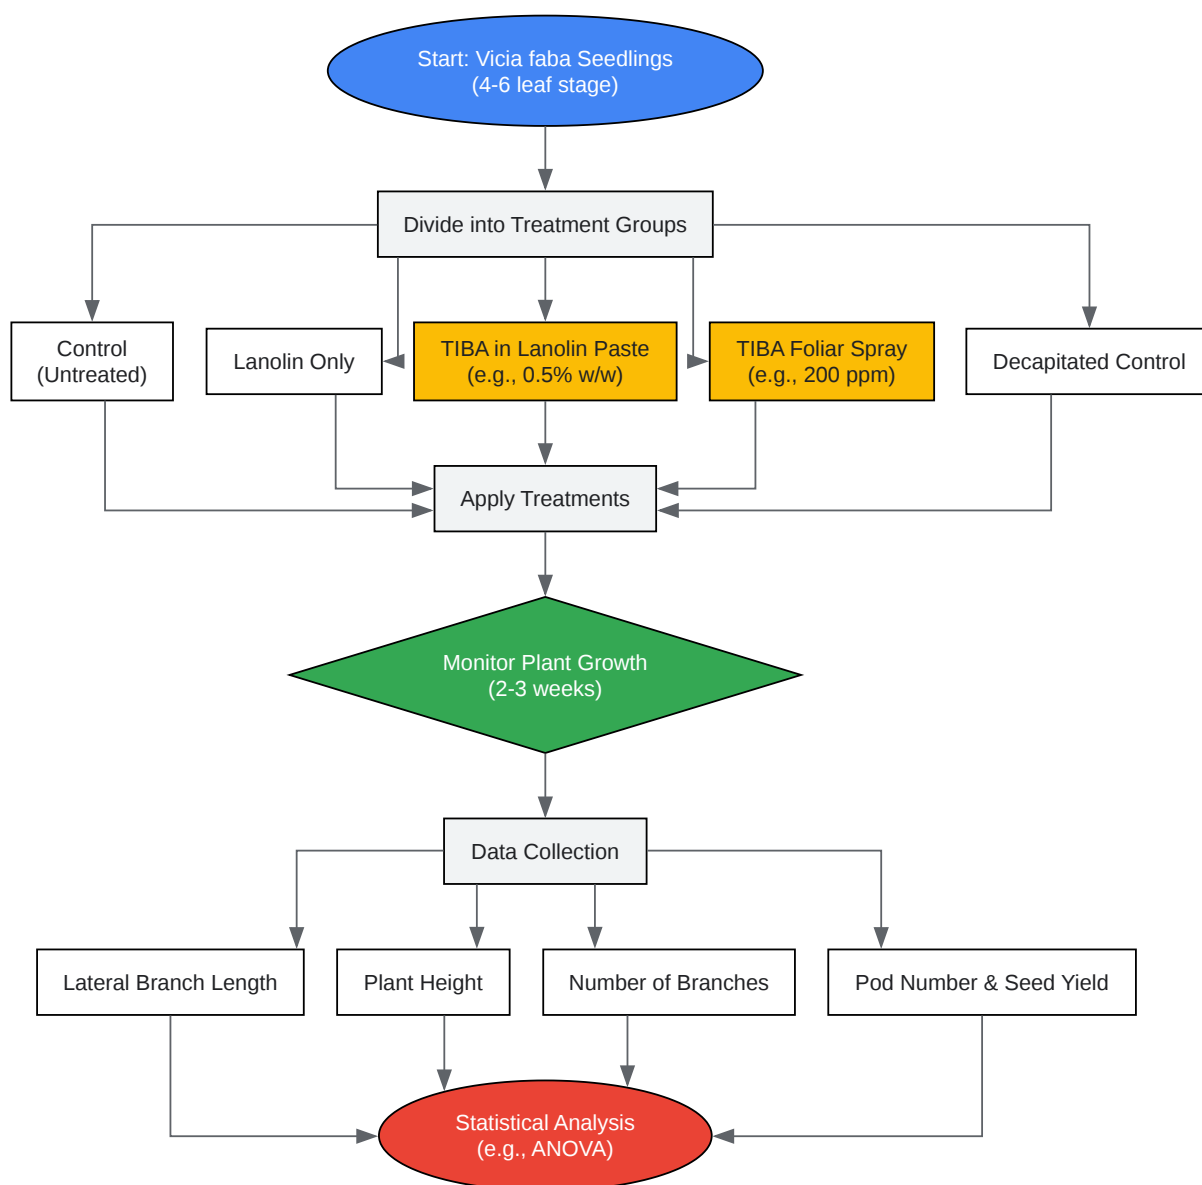 Start: Vicia faba Seedlings
(4-6 leaf stage)
Divide into Treatment Groups
Control
(Untreated)
Lanolin Only
TIBA in Lanolin Paste
(e.g., 0.5% w/w)
TIBA Foliar Spray
(e.g., 200 ppm)
Decapitated Control
Apply Treatments
Monitor Plant Growth
(2-3 weeks)
Data Collection
Lateral Branch Length
Plant Height
Number of Branches
Pod Number & Seed Yield
Statistical Analysis
(e.g., ANOVA)